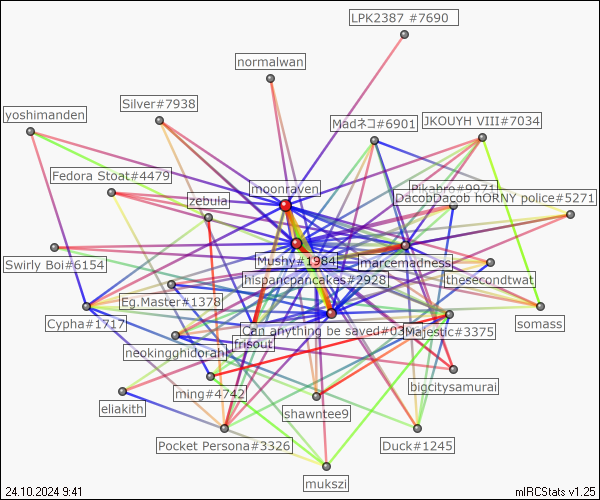 LPK2387 #7690
normalwan
Silver#7938
yoshimanden
Madネコ#6901
JKOUYH VIII#7034
Fedora Stoat#4479
moonraven
Pikabro#9971
zebula
DacobDacob HORNY police#5271
Swirly Boi#6154
Mushy#1984
marcemadness
hispanicpancakes#2928
thesecondtwat
Eg.Master#1378
Cypha#1717
Can anything be saved#03
Majestic#3375
somass
frisout
neokingghidorah
ming#4742
bigcitysamurai
eliakith
shawntee9
Pocket Persona#3326
Duck#1245
mukszi
24.10.2024 9:41
mIRCStats v1.25